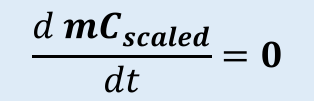 d mC_scaled / dt = 0